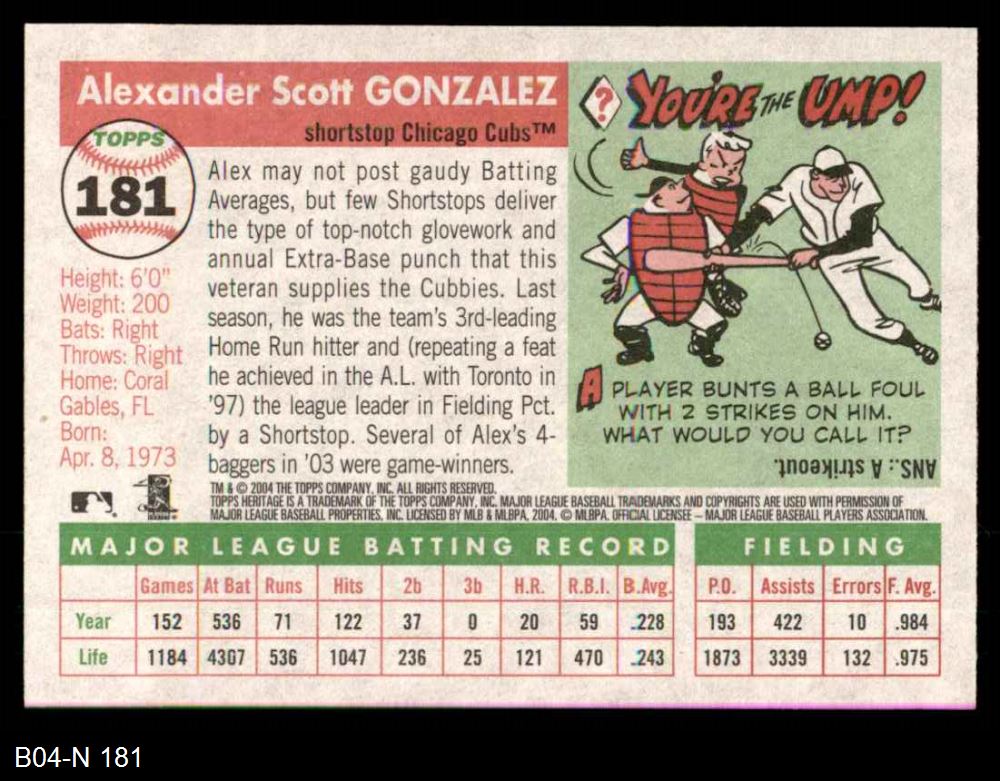 Alexander Scott GONZALEZ
shortstop Chicago Cubs™
TOPPS
181
Height: 6'0"
Weight: 200
Bats: Right
Throws: Right
Home: Coral
Gables, FL
Born:
Apr. 8, 1973
Alex may not post gaudy Batting
Averages, but few Shortstops deliver
the type of top-notch glovework and
annual Extra-Base punch that this
veteran supplies the Cubbies. Last
season, he was the team's 3rd-leading
Home Run hitter and (repeating a feat
he achieved in the A.L. with Toronto in
'97) the league leader in Fielding Pct.
by a Shortstop. Several of Alex's 4-
baggers in '03 were game-winners.
? YOU'RE THE UMP!
A PLAYER BUNTS A BALL FOUL
WITH 2 STRIKES ON HIM.
WHAT WOULD YOU CALL IT?
ANS.: A strikeout.
TM & © 2004 THE TOPPS COMPANY, INC. ALL RIGHTS RESERVED.
TOPPS HERITAGE IS A TRADEMARK OF THE TOPPS COMPANY, INC. MAJOR LEAGUE BASEBALL TRADEMARKS AND COPYRIGHTS ARE USED WITH PERMISSION OF
MAJOR LEAGUE BASEBALL PROPERTIES, INC. LICENSED BY MLB & MLBPA, 2004. © MLBPA, OFFICIAL LICENSEE – MAJOR LEAGUE BASEBALL PLAYERS ASSOCIATION.
MAJOR LEAGUE BATTING RECORD FIELDING
Games At Bat Runs Hits 2b 3b H.R. R.B.I. B.Avg. P.O. Assists Errors F. Avg.
Year 152 536 71 122 37 0 20 59 .228 193 422 10 .984
Life 1184 4307 536 1047 236 25 121 470 .243 1873 3339 132 .975
B04-N 181